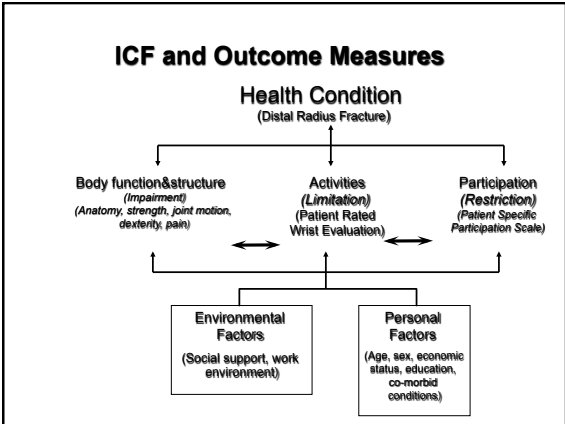 ICF and Outcome Measures
Health Condition
(Distal Radius Fracture)
Body function&structure
(Impairment)
(Anatomy, strength, joint motion,
dexterity, pain)
Activities
(Limitation)
(Patient Rated
Wrist Evaluation)
Participation
(Restriction)
(Patient Specific
Participation Scale)
Environmental
Factors
(Social support, work
environment)
Personal
Factors
(Age, sex, economic
status, education,
co-morbid
conditions)